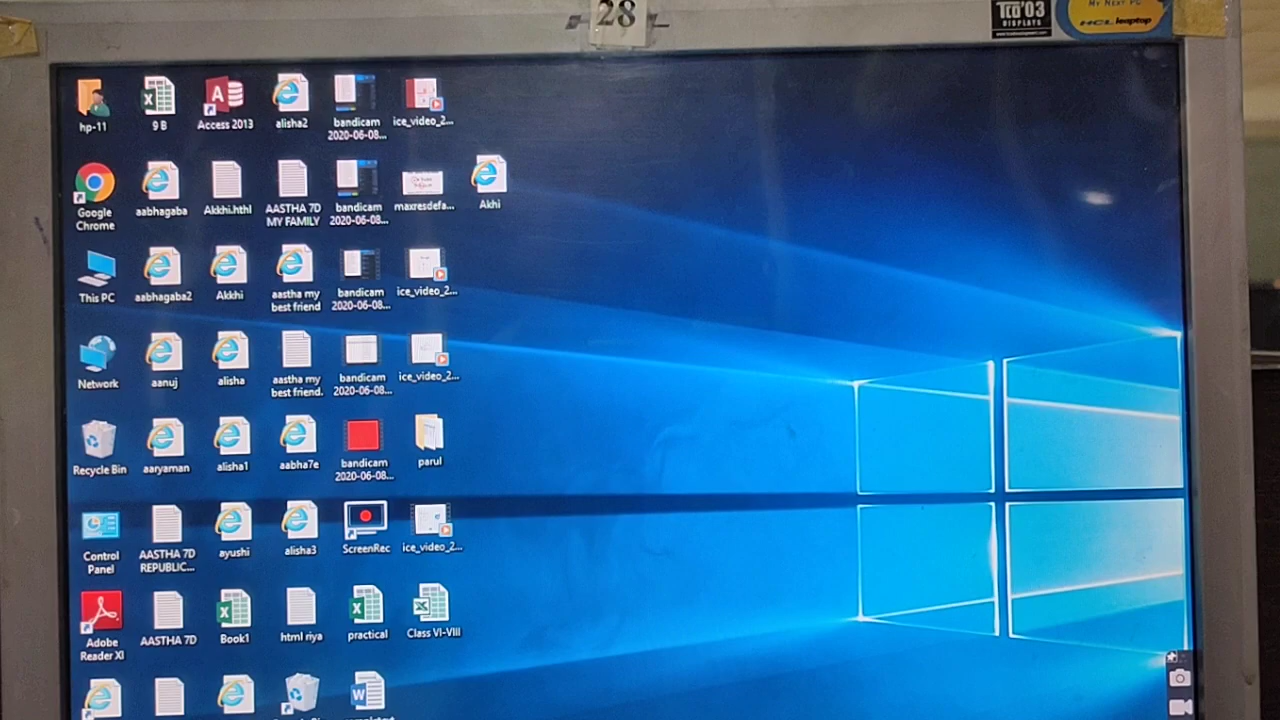 28
TCO'03
DISPLAYS
MY NEXT PC
HCL leaptop
hp-11
9 B
Access 2013
alisha2
bandicam
2020-06-08...
ice_video_2...
Google
Chrome
aabhagaba
Akkhi.hthl
AASTHA 7D
MY FAMILY
bandicam
2020-06-08...
maxresdefa...
Akhi
This PC
aabhagaba2
Akkhi
aastha my
best friend
bandicam
2020-06-08...
ice_video_2...
Network
aanuj
alisha
aastha my
best friend.
bandicam
2020-06-08...
ice_video_2...
Recycle Bin
aaryaman
alisha1
aabha7e
bandicam
2020-06-08...
parul
Control
Panel
AASTHA 7D
REPUBLIC...
ayushi
alisha3
ScreenRec
ice_video_2...
Adobe
Reader XI
AASTHA 7D
Book1
html riya
practical
Class VI-VIII